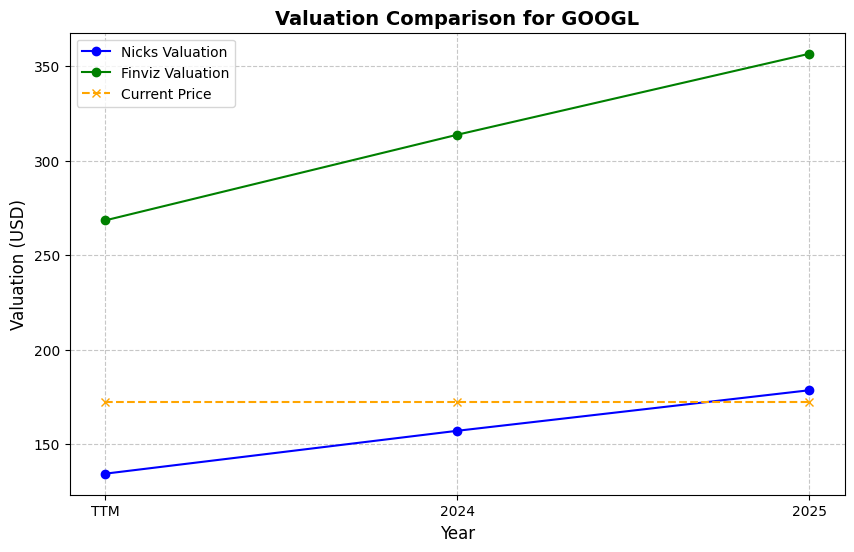 Valuation Comparison for GOOGL
Nicks Valuation
Finviz Valuation
Current Price
Valuation (USD)
350
300
250
200
150
TTM
2024
2025
Year